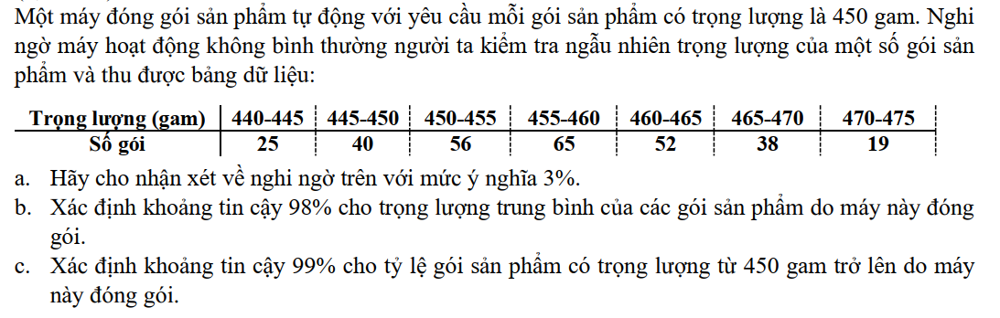 Một máy đóng gói sản phẩm tự động với yêu cầu mỗi gói sản phẩm có trọng lượng là 450 gam. Nghi
ngờ máy hoạt động không bình thường người ta kiểm tra ngẫu nhiên trọng lượng của một số gói sản
phẩm và thu được bảng dữ liệu:
Trọng lượng (gam) 440-445 445-450 450-455 455-460 460-465 465-470 470-475
Số gói 25 40 56 65 52 38 19
a. Hãy cho nhận xét về nghi ngờ trên với mức ý nghĩa 3%.
b. Xác định khoảng tin cậy 98% cho trọng lượng trung bình của các gói sản phẩm do máy này đóng
gói.
c. Xác định khoảng tin cậy 99% cho tỷ lệ gói sản phẩm có trọng lượng từ 450 gam trở lên do máy
này đóng gói.